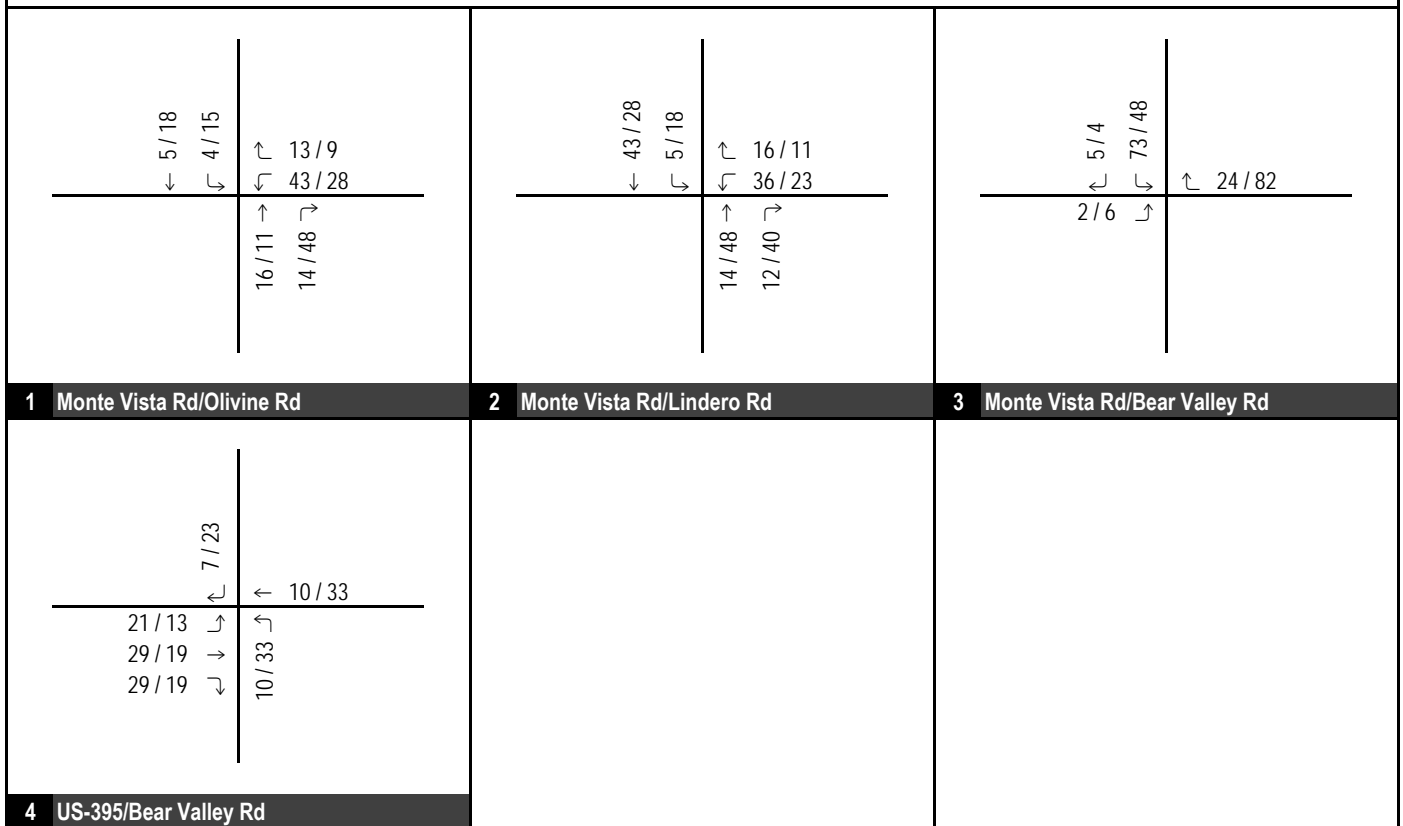 5 / 18
4 / 15
13 / 9
43 / 28
16 / 11
14 / 48
1 Monte Vista Rd/Olivine Rd
43 / 28
5 / 18
16 / 11
36 / 23
14 / 48
12 / 40
2 Monte Vista Rd/Lindero Rd
5 / 4
73 / 48
24 / 82
2 / 6
3 Monte Vista Rd/Bear Valley Rd
7 / 23
10 / 33
21 / 13
29 / 19
29 / 19
10 / 33
4 US-395/Bear Valley Rd